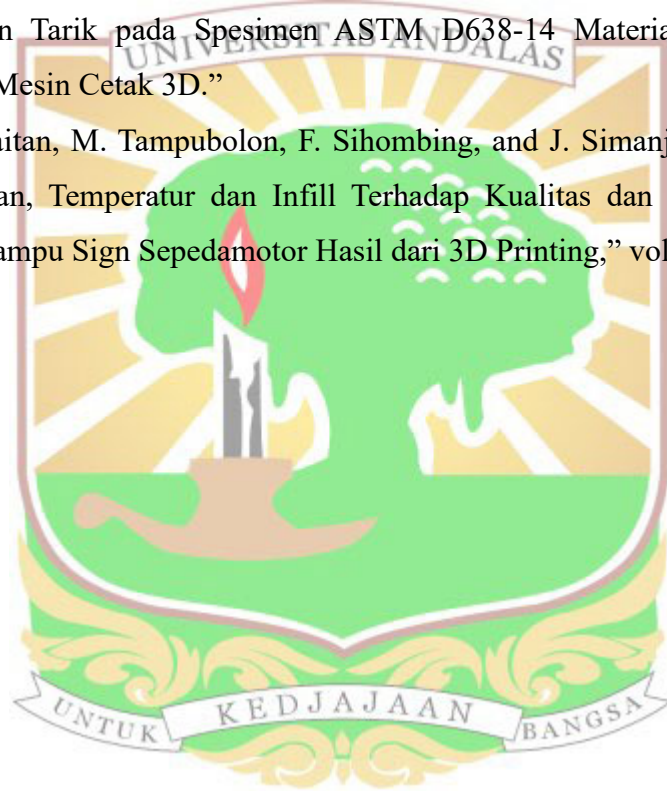 n Tarik pada Spesimen ASTM D638-14 Materia
UNIVERSITAS ANDALAS
Mesin Cetak 3D.”
aitan, M. Tampubolon, F. Sihombing, and J. Simanj
an, Temperatur dan Infill Terhadap Kualitas dan
ampu Sign Sepedamotor Hasil dari 3D Printing,” vol
UNTUK KEDJAJAAN BANGSA